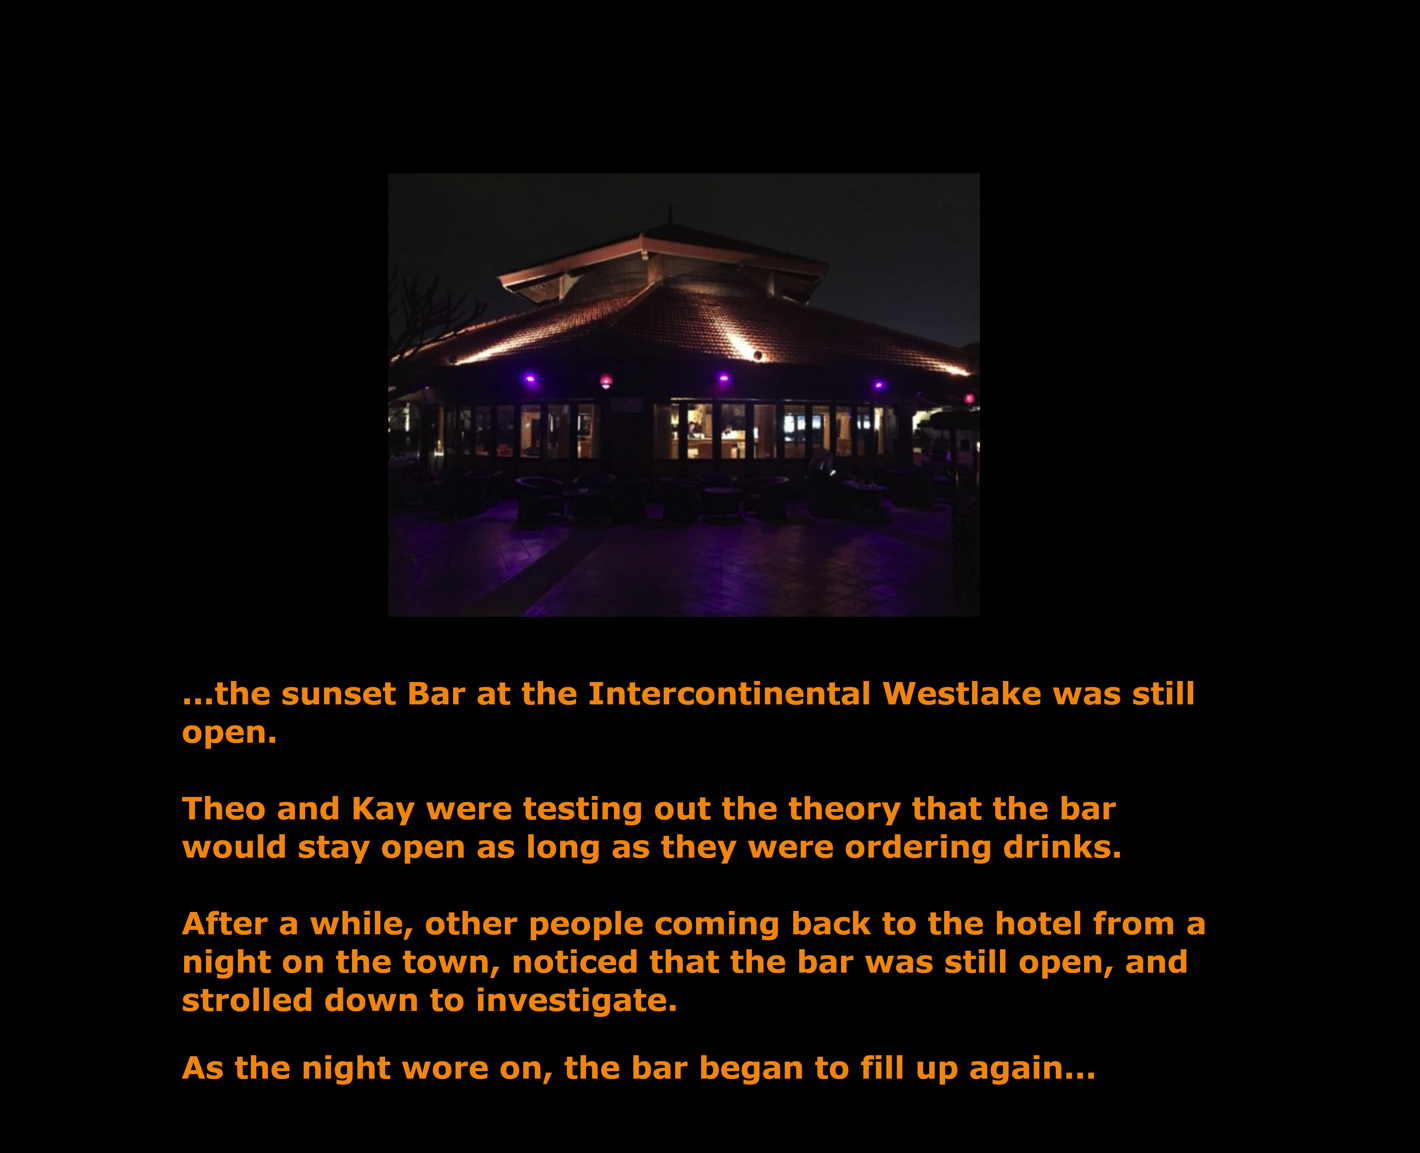 ...the sunset Bar at the Intercontinental Westlake was still
open.
Theo and Kay were testing out the theory that the bar
would stay open as long as they were ordering drinks.
After a while, other people coming back to the hotel from a
night on the town, noticed that the bar was still open, and
strolled down to investigate.
As the night wore on, the bar began to fill up again...